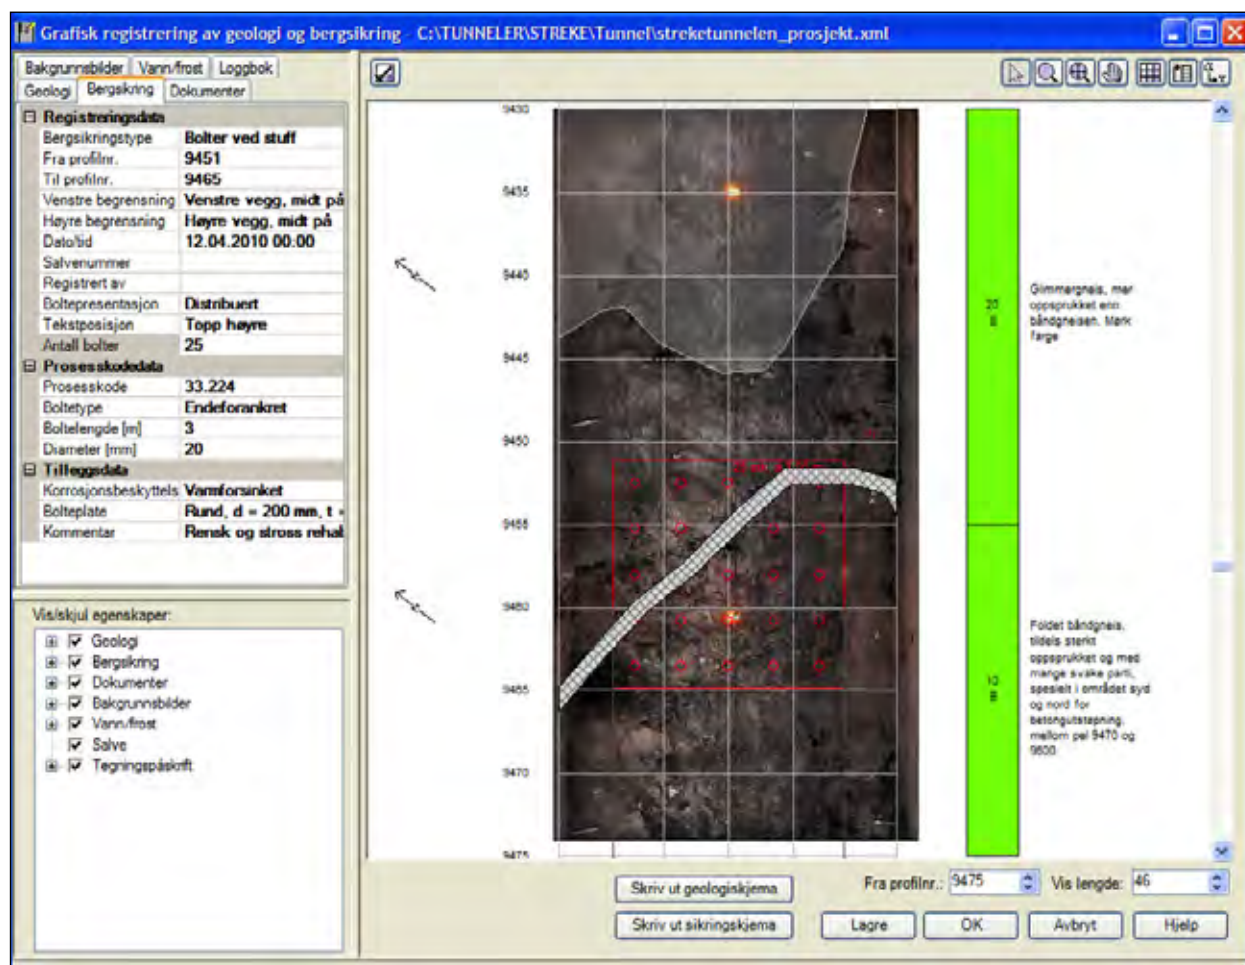 Grafisk registrering av geologi og bergsikring - C:\TUNNELER\STREKE\Tunnel\streketunnelen_prosjekt.xml
Bakgrunnsbilder Vann/frost Loggbok
Geologi Bergsikring Dokumenter
Registreringsdata
Bergsikringstype Bolter ved stuff
Fra profilnr. 9451
Til profilnr. 9465
Venstre begrensning Venstre vegg, midt på
Høyre begrensning Høyre vegg, midt på
Dato/tid 12.04.2010 00:00
Salvenummer
Registrert av
Boltepresentasjon Distribuert
Tekstposisjon Topp høyre
Antall bolter 25
Prosesskodedata
Prosesskode 33.224
Boltetype Endeforankret
Boltelengde [m] 3
Diameter [mm] 20
Tilleggsdata
Korrosjonsbeskyttels Varmforsinket
Bolteplate Rund, d = 200 mm, t =
Kommentar Rensk og stross rehab
Vis/skjul egenskaper:
Geologi
Bergsikring
Dokumenter
Bakgrunnsbilder
Vann/frost
Salve
Tegningspåskrift
9430
9435
9440
9445
9450
9455
9460
9465
9470
9475
20
B
Glimmergneis, mer
oppsprukket enn
båndgneisen. Mørk
farge
10
B
Foldet båndgneis,
tildels sterkt
oppsprukket og med
mange svake parti,
spesielt i området syd
og nord for
betongutstøpning,
mellom pel 9470 og
9600
Skriv ut geologiskjema
Fra profilnr.: 9475 Vis lengde: 46
Skriv ut sikringskjema Lagre OK Avbryt Hjelp